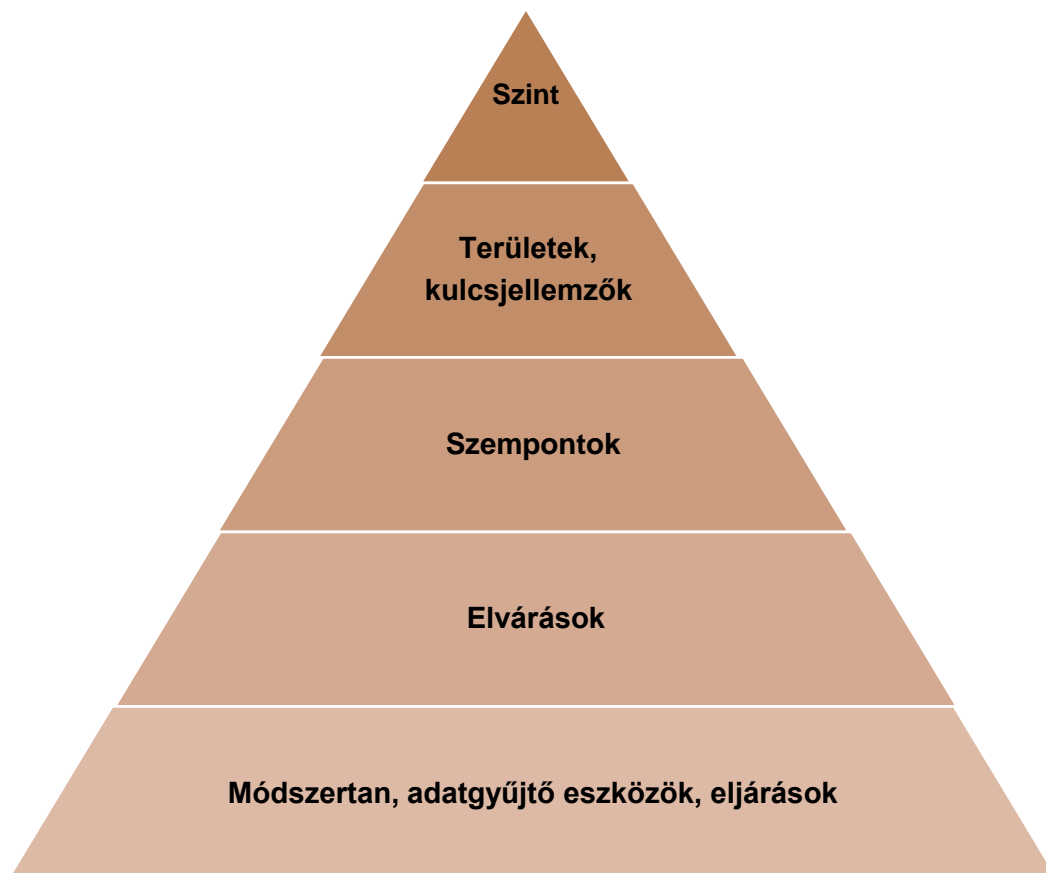 Szint
Területek,
kulcsjellemzők
Szempontok
Elvárások
Módszertan, adatgyűjtő eszközök, eljárások